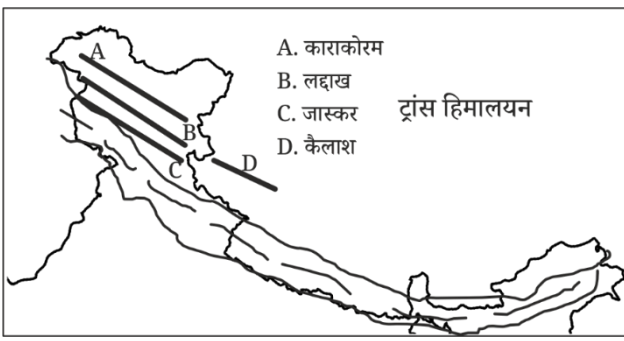 A
B
C
D
A. काराकोरम
B. लद्दाख
C. जास्कर
D. कैलाश
ट्रांस हिमालयन